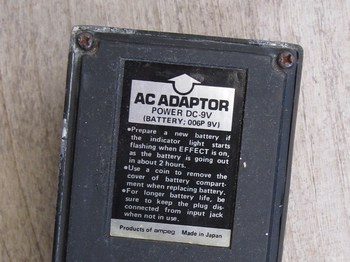 AC ADAPTOR
POWER DC-9V
(BATTERY; 006P 9V)
●Prepare a new battery if
the indicator light starts
flashing when EFFECT is on,
as the battery is going out
in about 2 hours.
●Use a coin to remove the
cover of battery compart-
ment when replacing battery.
●For longer battery life, be
sure to keep the plug dis-
connected from input jack
when not in use.
Products of ampeg Made in Japan